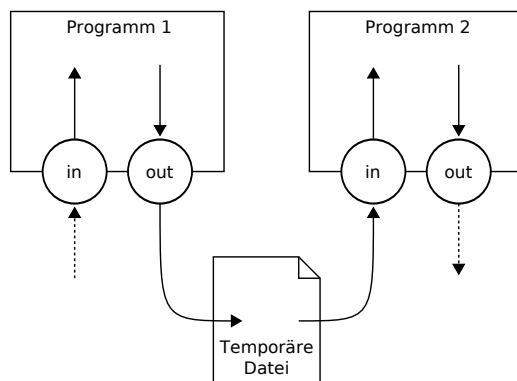 Programm 1
Programm 2
in
out
in
out
Temporäre
Datei